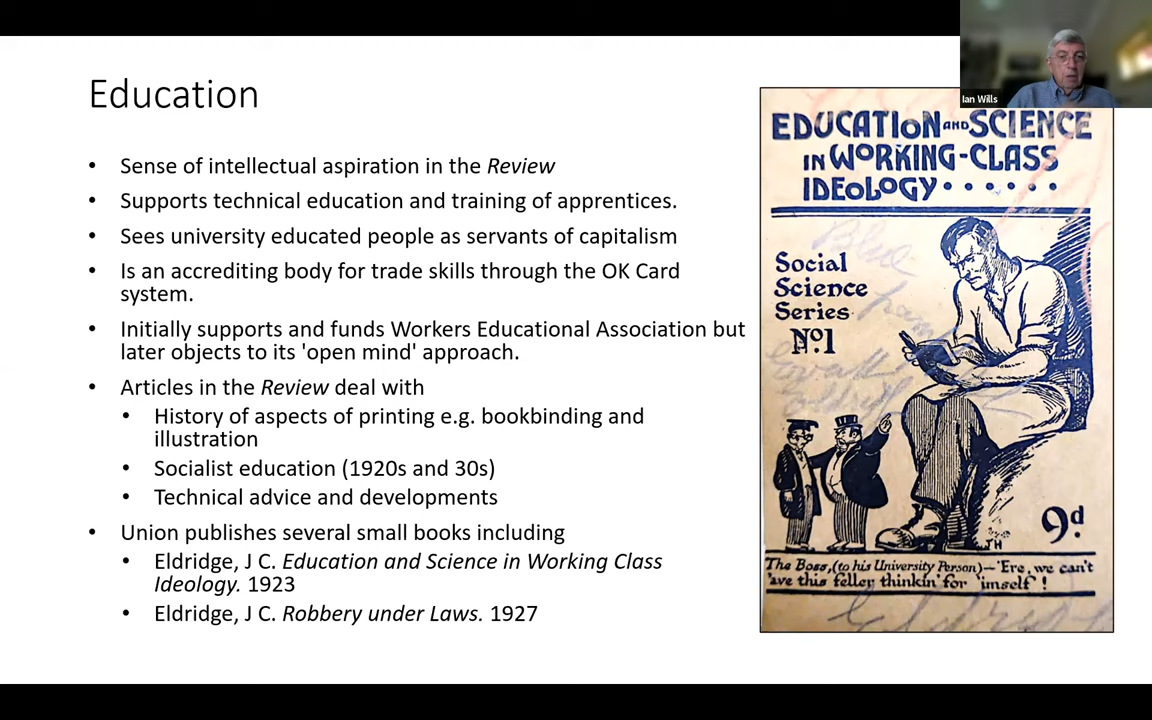 Education
• Sense of intellectual aspiration in the Review
• Supports technical education and training of apprentices.
• Sees university educated people as servants of capitalism
• Is an accrediting body for trade skills through the OK Card
system.
• Initially supports and funds Workers Educational Association but
later objects to its 'open mind' approach.
• Articles in the Review deal with
• History of aspects of printing e.g. bookbinding and
illustration
• Socialist education (1920s and 30s)
• Technical advice and developments
• Union publishes several small books including
• Eldridge, J C. Education and Science in Working Class
Ideology. 1923
• Eldridge, J C. Robbery under Laws. 1927
Ian Wills
EDUCATION AND SCIENCE
IN WORKING-CLASS
IDEOLOGY • • • • • •
Social
Science
Series
No. 1
9d.
JH
The Boss, (to his University Person)—'Ere, we can't
'ave this feller thinkin' for 'imself'!